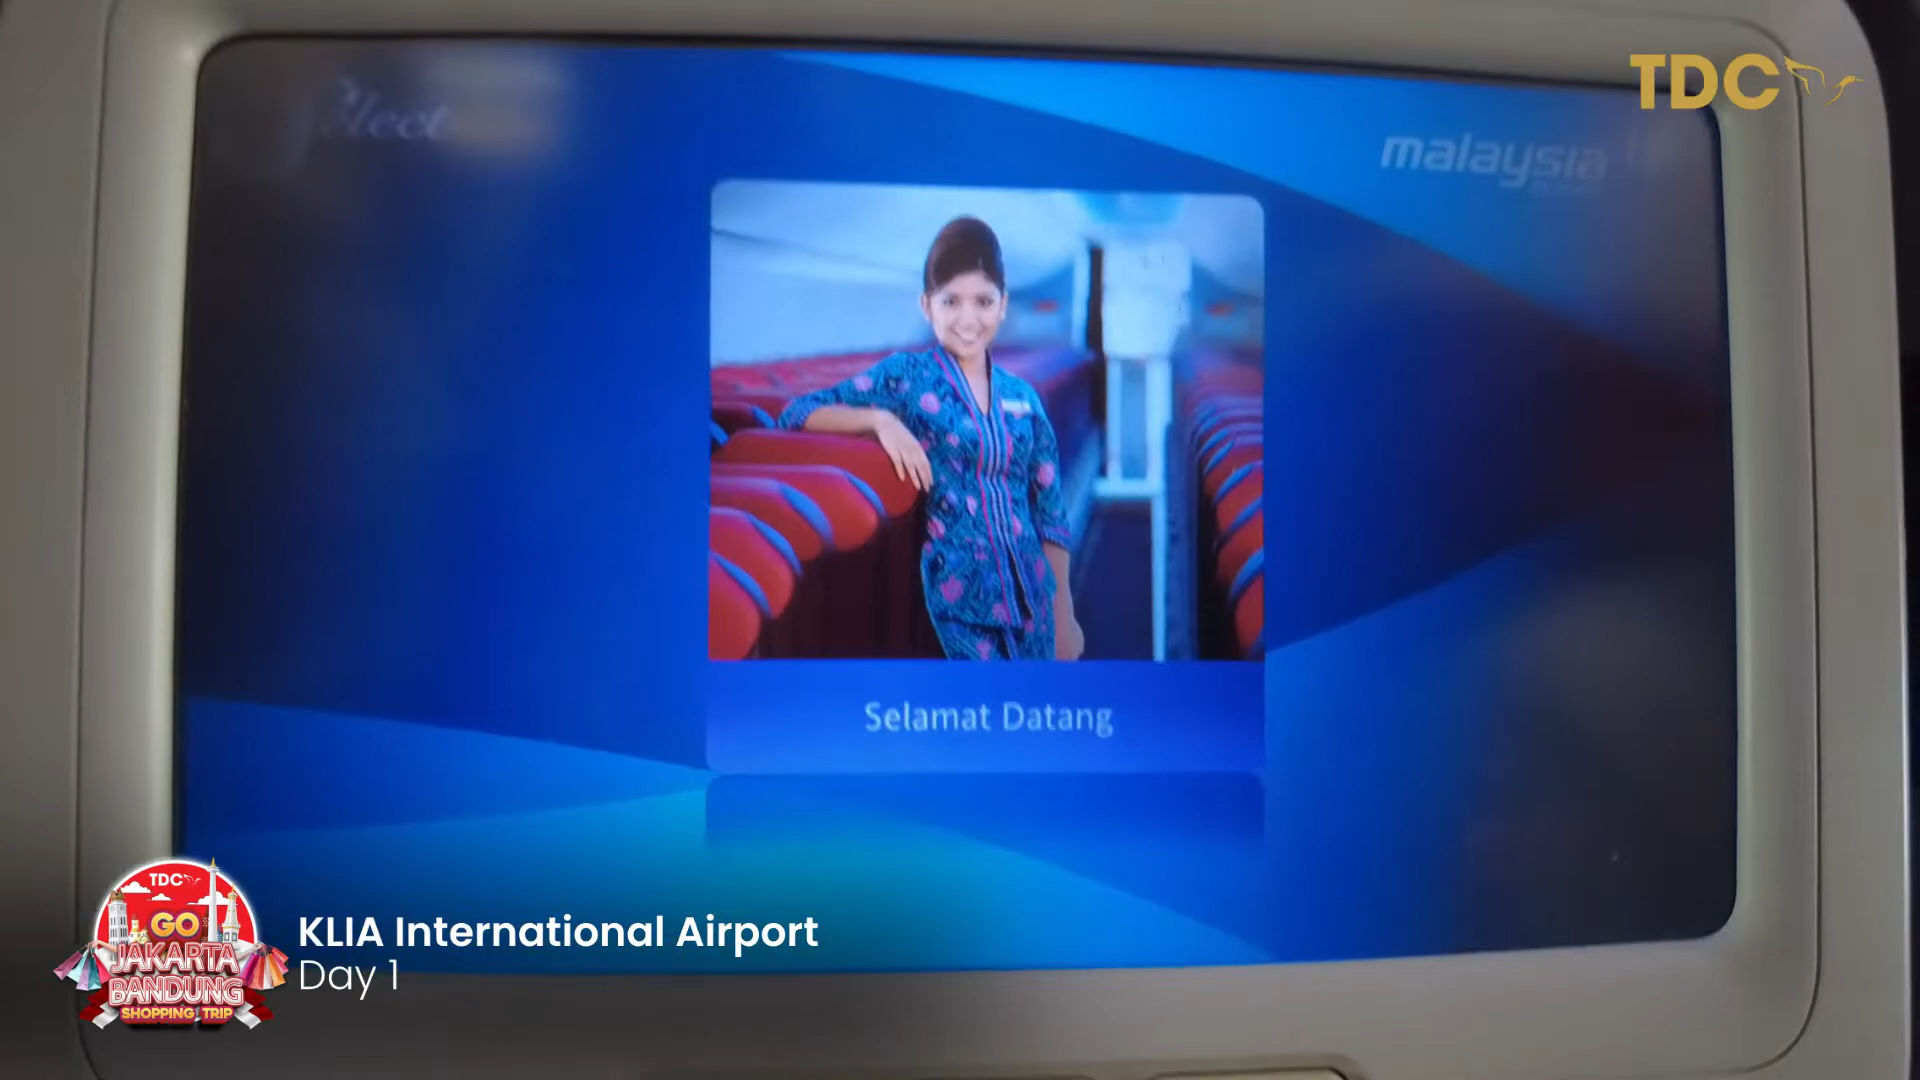 TDC
malaysia
Selamat Datang
TDC
GO
JAKARTA
BANDUNG
SHOPPING TRIP
KLIA International Airport
Day 1